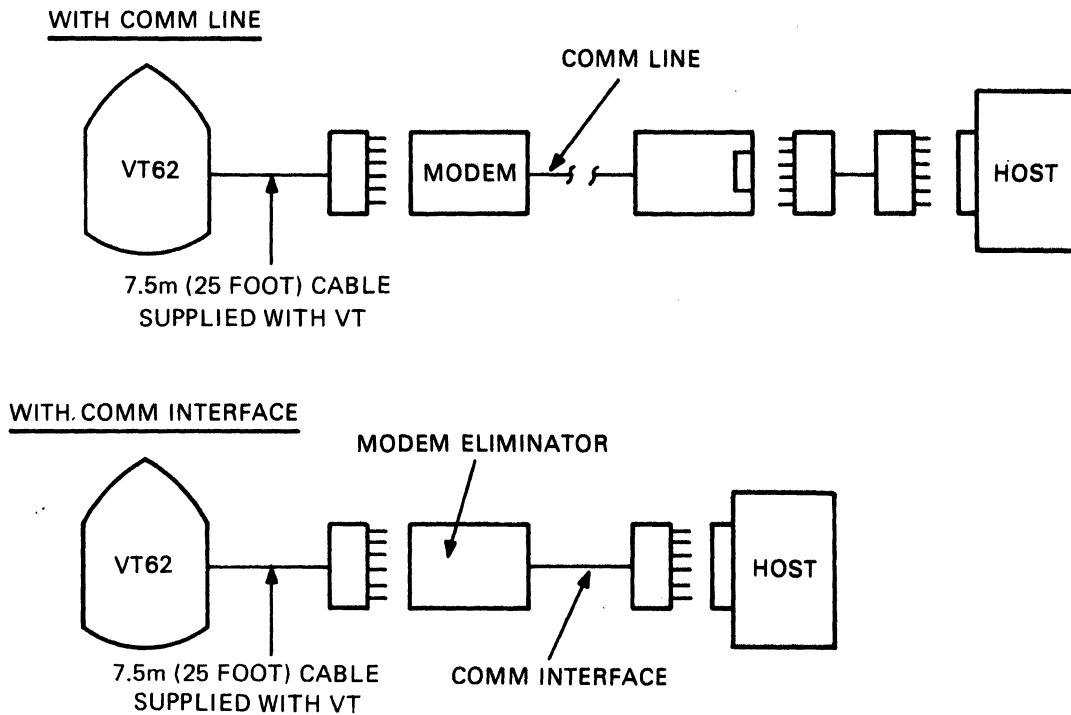 WITH COMM LINE
COMM LINE
VT62
MODEM
HOST
7.5m (25 FOOT) CABLE
SUPPLIED WITH VT
WITH COMM INTERFACE
MODEM ELIMINATOR
VT62
HOST
7.5m (25 FOOT) CABLE
SUPPLIED WITH VT
COMM INTERFACE